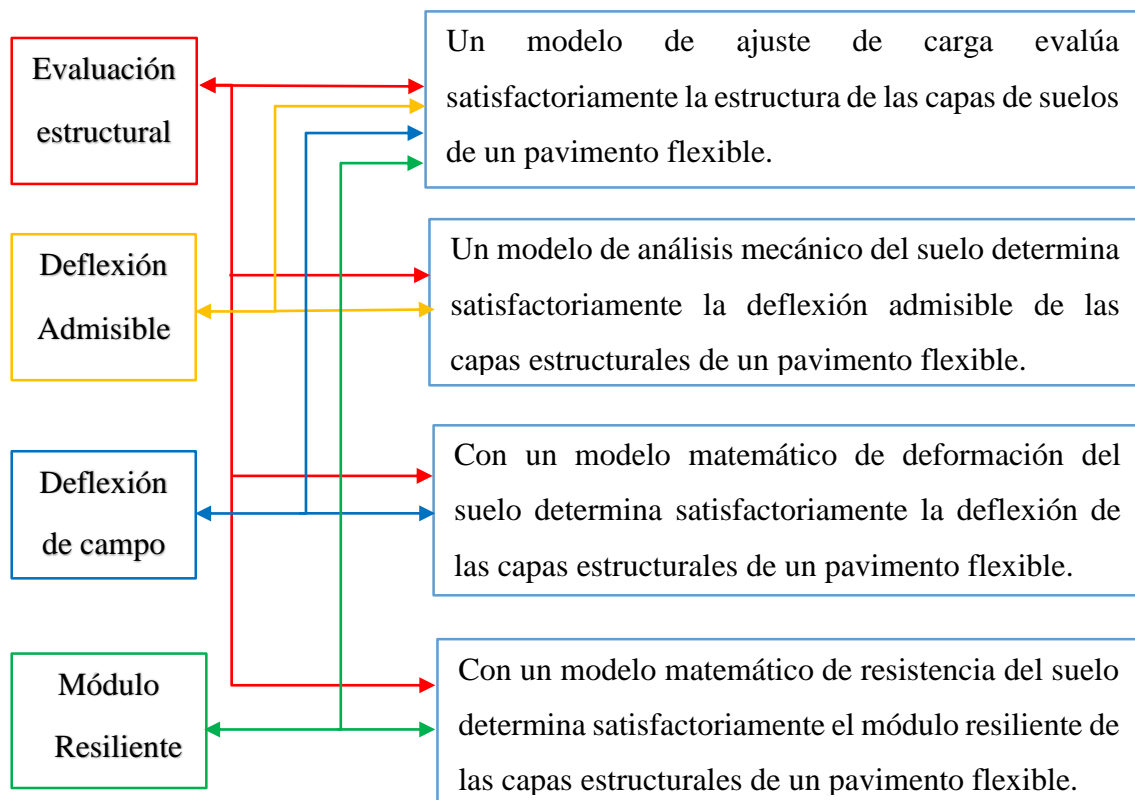 Evaluación
estructural
Un modelo de ajuste de carga evalúa
satisfactoriamente la estructura de las capas de suelos
de un pavimento flexible.
Deflexión
Admisible
Un modelo de análisis mecánico del suelo determina
satisfactoriamente la deflexión admisible de las
capas estructurales de un pavimento flexible.
Deflexión
de campo
Con un modelo matemático de deformación del
suelo determina satisfactoriamente la deflexión de
las capas estructurales de un pavimento flexible.
Módulo
Resiliente
Con un modelo matemático de resistencia del suelo
determina satisfactoriamente el módulo resiliente de
las capas estructurales de un pavimento flexible.